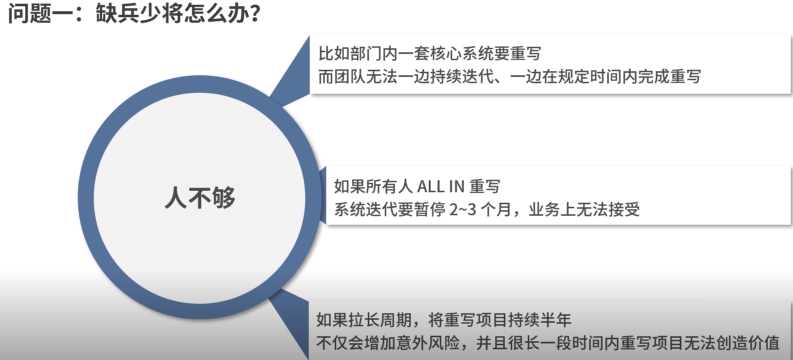 问题一：缺兵少将怎么办？
比如部门内一套核心系统要重写
而团队无法一边持续迭代、一边在规定时间内完成重写
人不够
如果所有人 ALL IN 重写
系统迭代要暂停 2~3 个月，业务上无法接受
如果拉长周期，将重写项目持续半年
不仅会增加意外风险，并且很长一段时间内重写项目无法创造价值